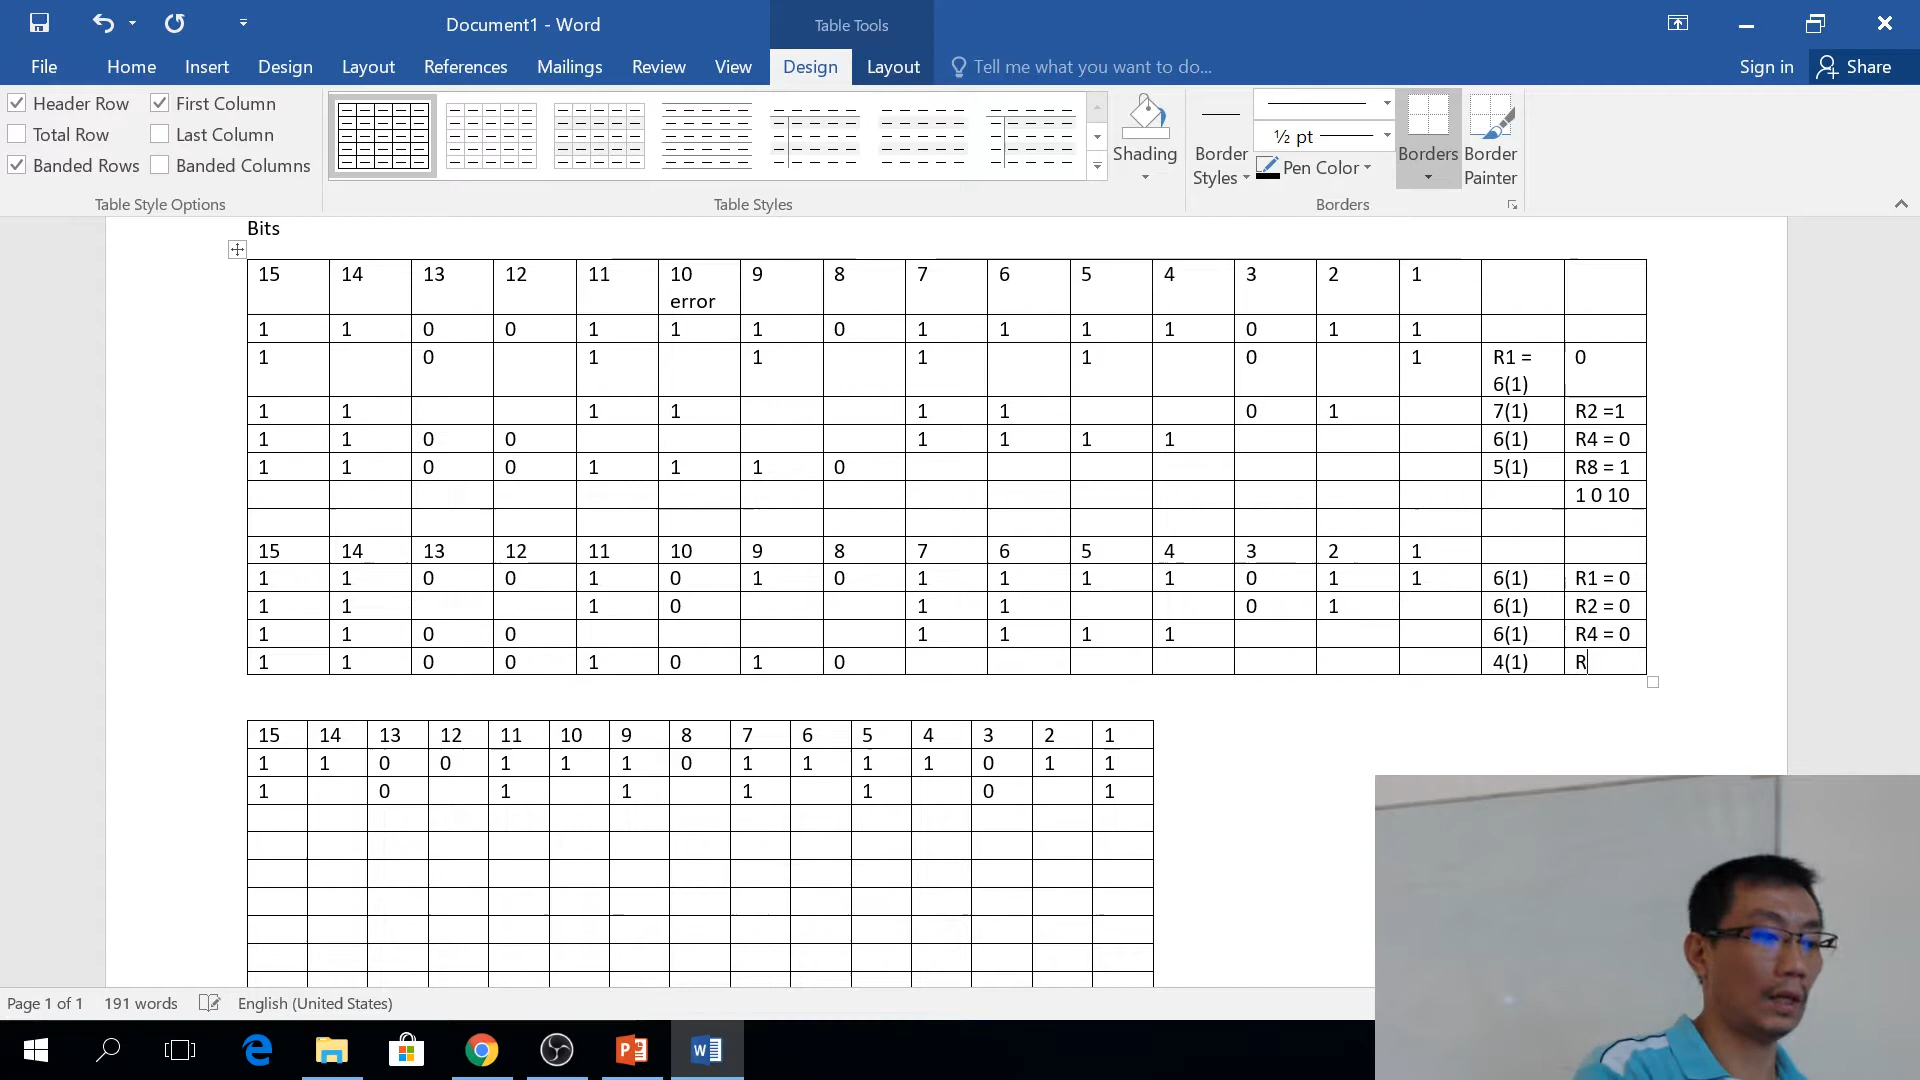 Document1 - Word
Table Tools
File Home Insert Design Layout References Mailings Review View Design Layout Tell me what you want to do... Sign in Share
Header Row First Column
Total Row Last Column
Banded Rows Banded Columns
Table Style Options
Table Styles
Shading
Border Styles
½ pt
Pen Color
Borders
Border Painter
Borders
Bits
15 14 13 12 11 10 error 9 8 7 6 5 4 3 2 1
1 1 0 0 1 1 1 0 1 1 1 1 0 1 1
1 0 1 1 1 1 0 1 R1 = 6(1) 0
1 1 1 1 1 1 0 1 7(1) R2 =1
1 1 0 0 1 1 1 1 6(1) R4 = 0
1 1 0 0 1 1 1 0 5(1) R8 = 1
1 0 10
15 14 13 12 11 10 9 8 7 6 5 4 3 2 1
1 1 0 0 1 0 1 0 1 1 1 1 0 1 1 6(1) R1 = 0
1 1 1 0 1 1 0 1 6(1) R2 = 0
1 1 0 0 1 1 1 1 6(1) R4 = 0
1 1 0 0 1 0 1 0 4(1) R
15 14 13 12 11 10 9 8 7 6 5 4 3 2 1
1 1 0 0 1 1 1 0 1 1 1 1 0 1 1
1 0 1 1 1 1 0 1
Page 1 of 1 191 words English (United States)